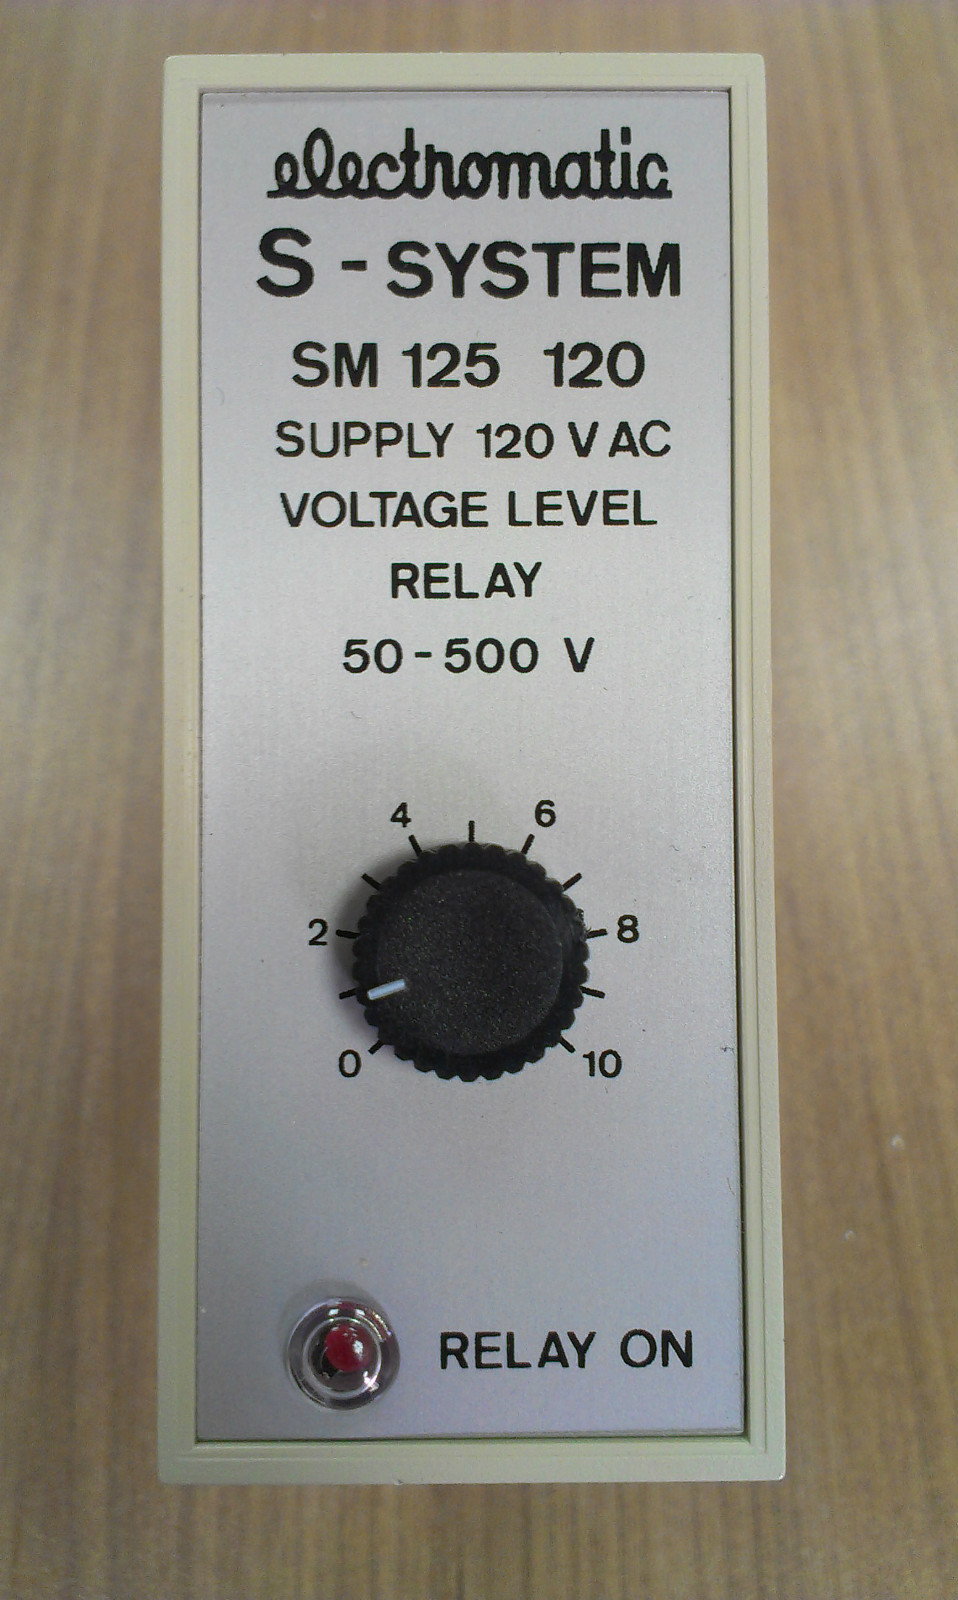 electromatic
S - SYSTEM
SM 125 120
SUPPLY 120 V AC
VOLTAGE LEVEL
RELAY
50 - 500 V
4 6
2 8
0 10
RELAY ON